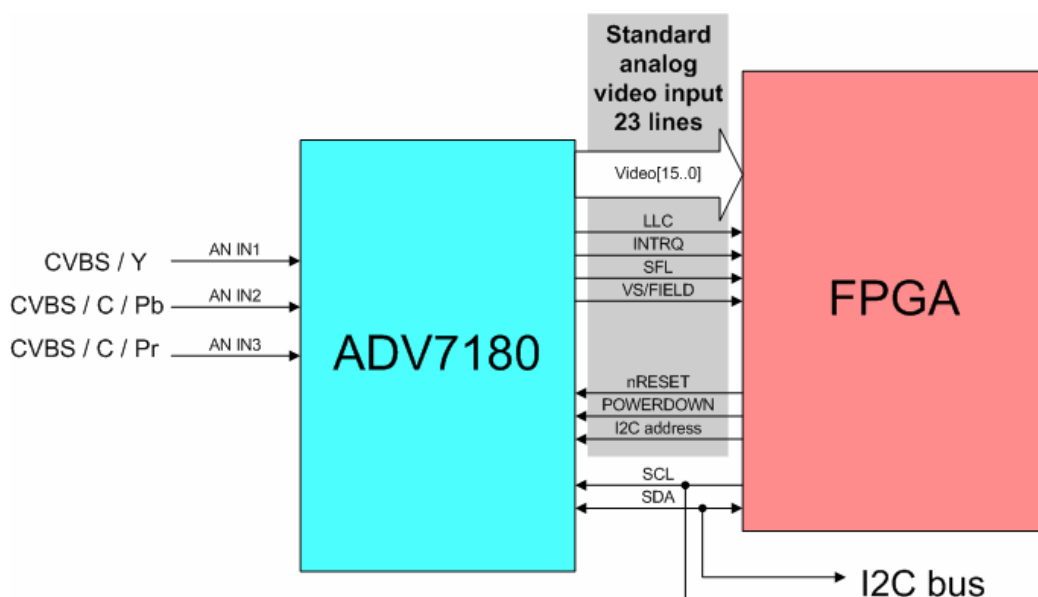 Standard
analog
video input
23 lines
Video[15..0]
LLC
INTRQ
SFL
VS/FIELD
CVBS / Y
AN IN1
CVBS / C / Pb
AN IN2
CVBS / C / Pr
AN IN3
ADV7180
FPGA
nRESET
POWERDOWN
I2C address
SCL
SDA
I2C bus